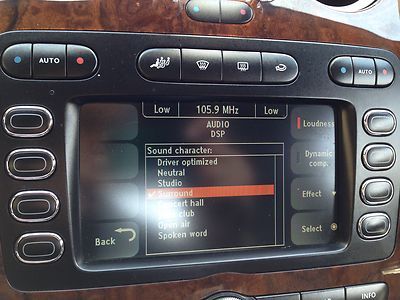 AUTO
AUTO
Low 105.9 MHz Low
AUDIO
DSP
Loudness
Sound character:
Driver optimized
Neutral
Studio
Surround
Concert hall
club
Open air
Spoken word
Dynamic
comp.
Effect
Select
Back